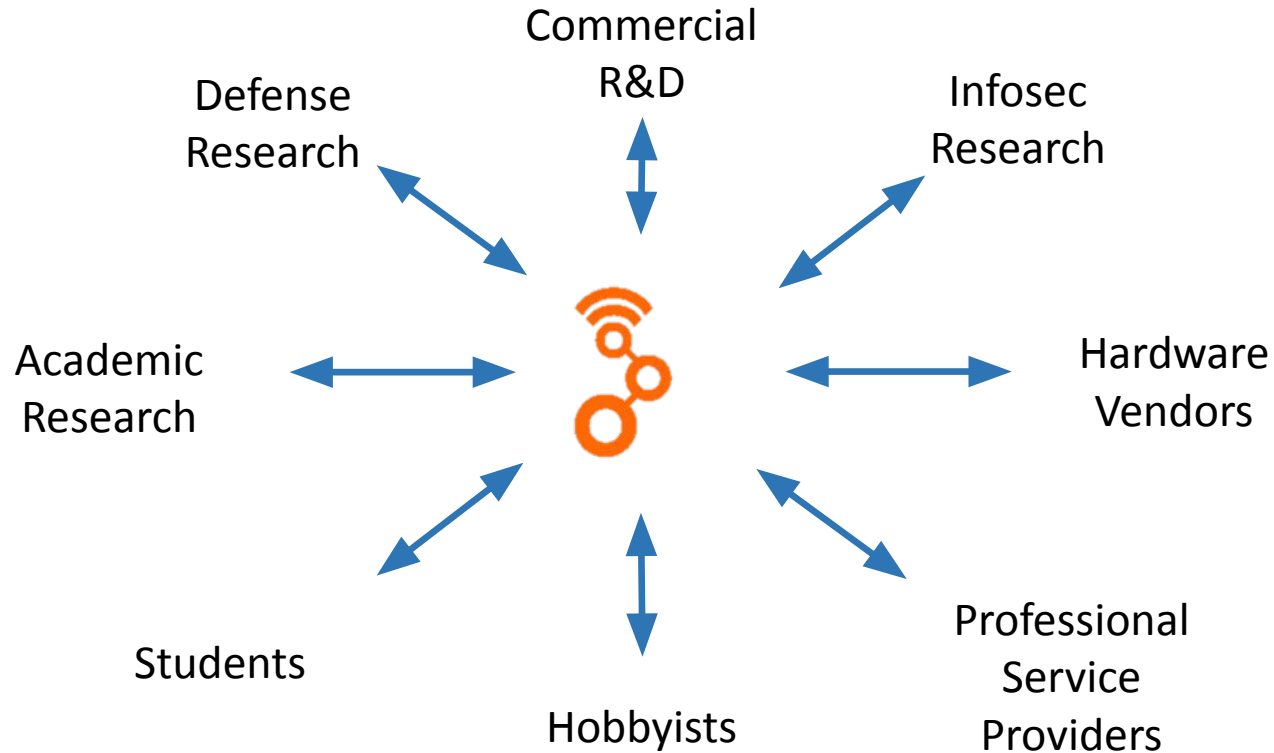 Commercial
R&D
Defense
Research
Infosec
Research
Academic
Research
Hardware
Vendors
Students
Hobbyists
Professional
Service
Providers